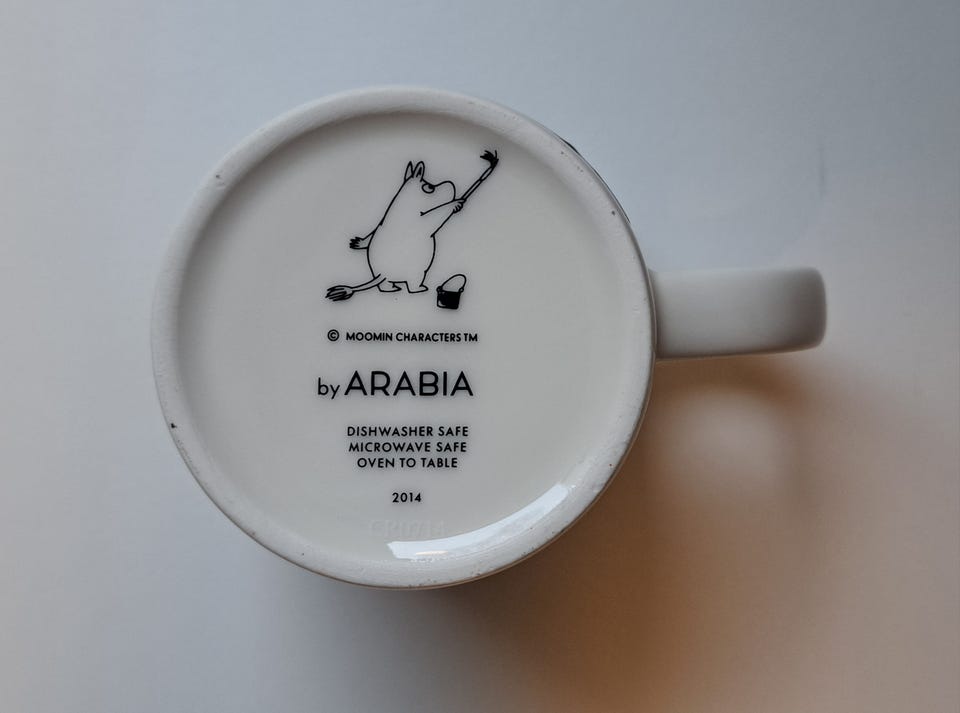 © MOOMIN CHARACTERS TM
by ARABIA
DISHWASHER SAFE
MICROWAVE SAFE
OVEN TO TABLE
2014